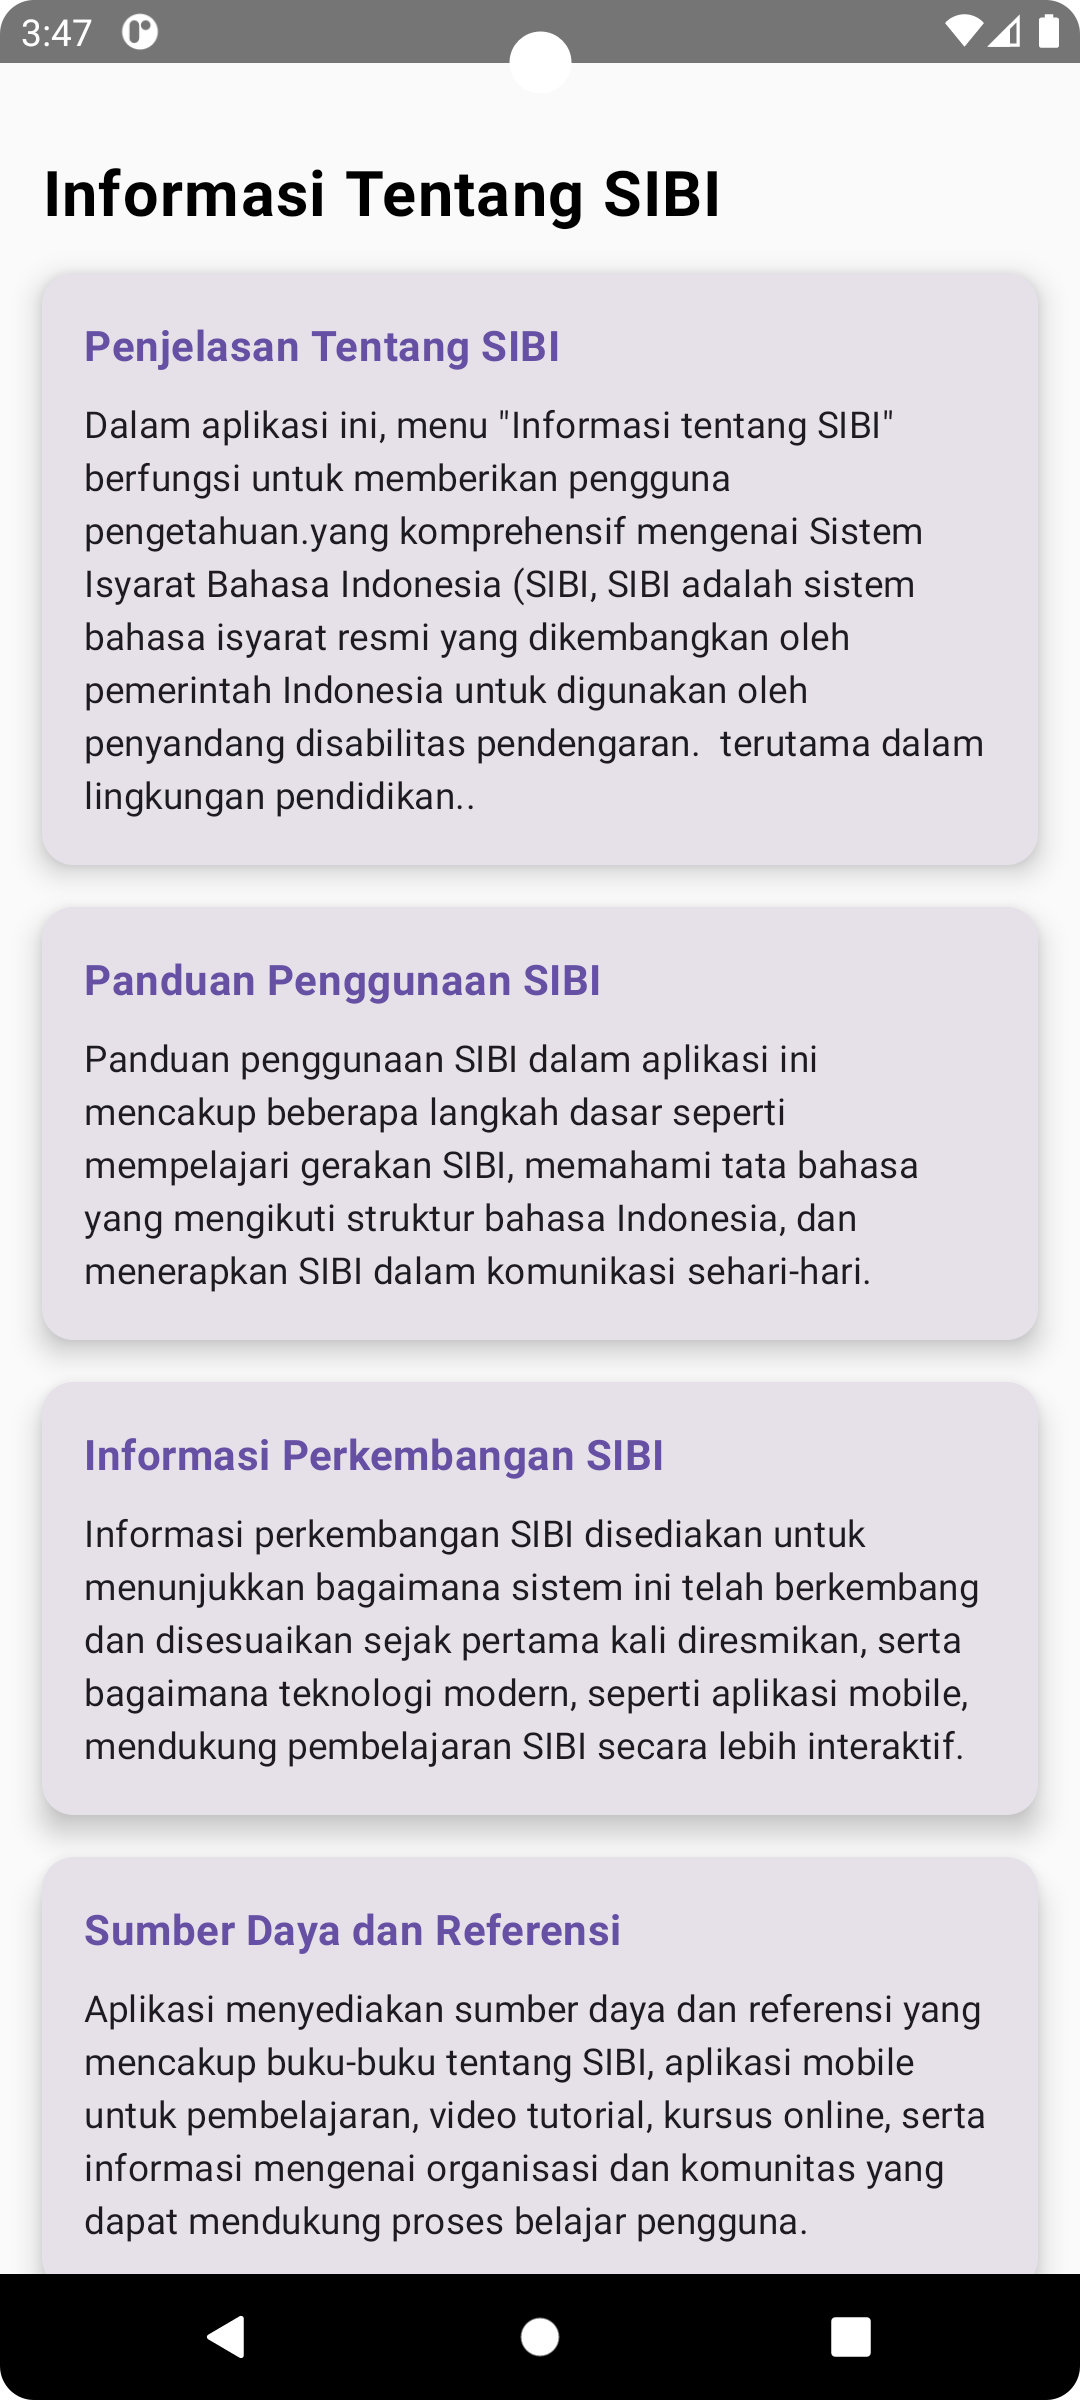 3:47
Informasi Tentang SIBI
Penjelasan Tentang SIBI
Dalam aplikasi ini, menu "Informasi tentang SIBI"
berfungsi untuk memberikan pengguna
pengetahuan.yang komprehensif mengenai Sistem
Isyarat Bahasa Indonesia (SIBI, SIBI adalah sistem
bahasa isyarat resmi yang dikembangkan oleh
pemerintah Indonesia untuk digunakan oleh
penyandang disabilitas pendengaran.  terutama dalam
lingkungan pendidikan..
Panduan Penggunaan SIBI
Panduan penggunaan SIBI dalam aplikasi ini
mencakup beberapa langkah dasar seperti
mempelajari gerakan SIBI, memahami tata bahasa
yang mengikuti struktur bahasa Indonesia, dan
menerapkan SIBI dalam komunikasi sehari-hari.
Informasi Perkembangan SIBI
Informasi perkembangan SIBI disediakan untuk
menunjukkan bagaimana sistem ini telah berkembang
dan disesuaikan sejak pertama kali diresmikan, serta
bagaimana teknologi modern, seperti aplikasi mobile,
mendukung pembelajaran SIBI secara lebih interaktif.
Sumber Daya dan Referensi
Aplikasi menyediakan sumber daya dan referensi yang
mencakup buku-buku tentang SIBI, aplikasi mobile
untuk pembelajaran, video tutorial, kursus online, serta
informasi mengenai organisasi dan komunitas yang
dapat mendukung proses belajar pengguna.